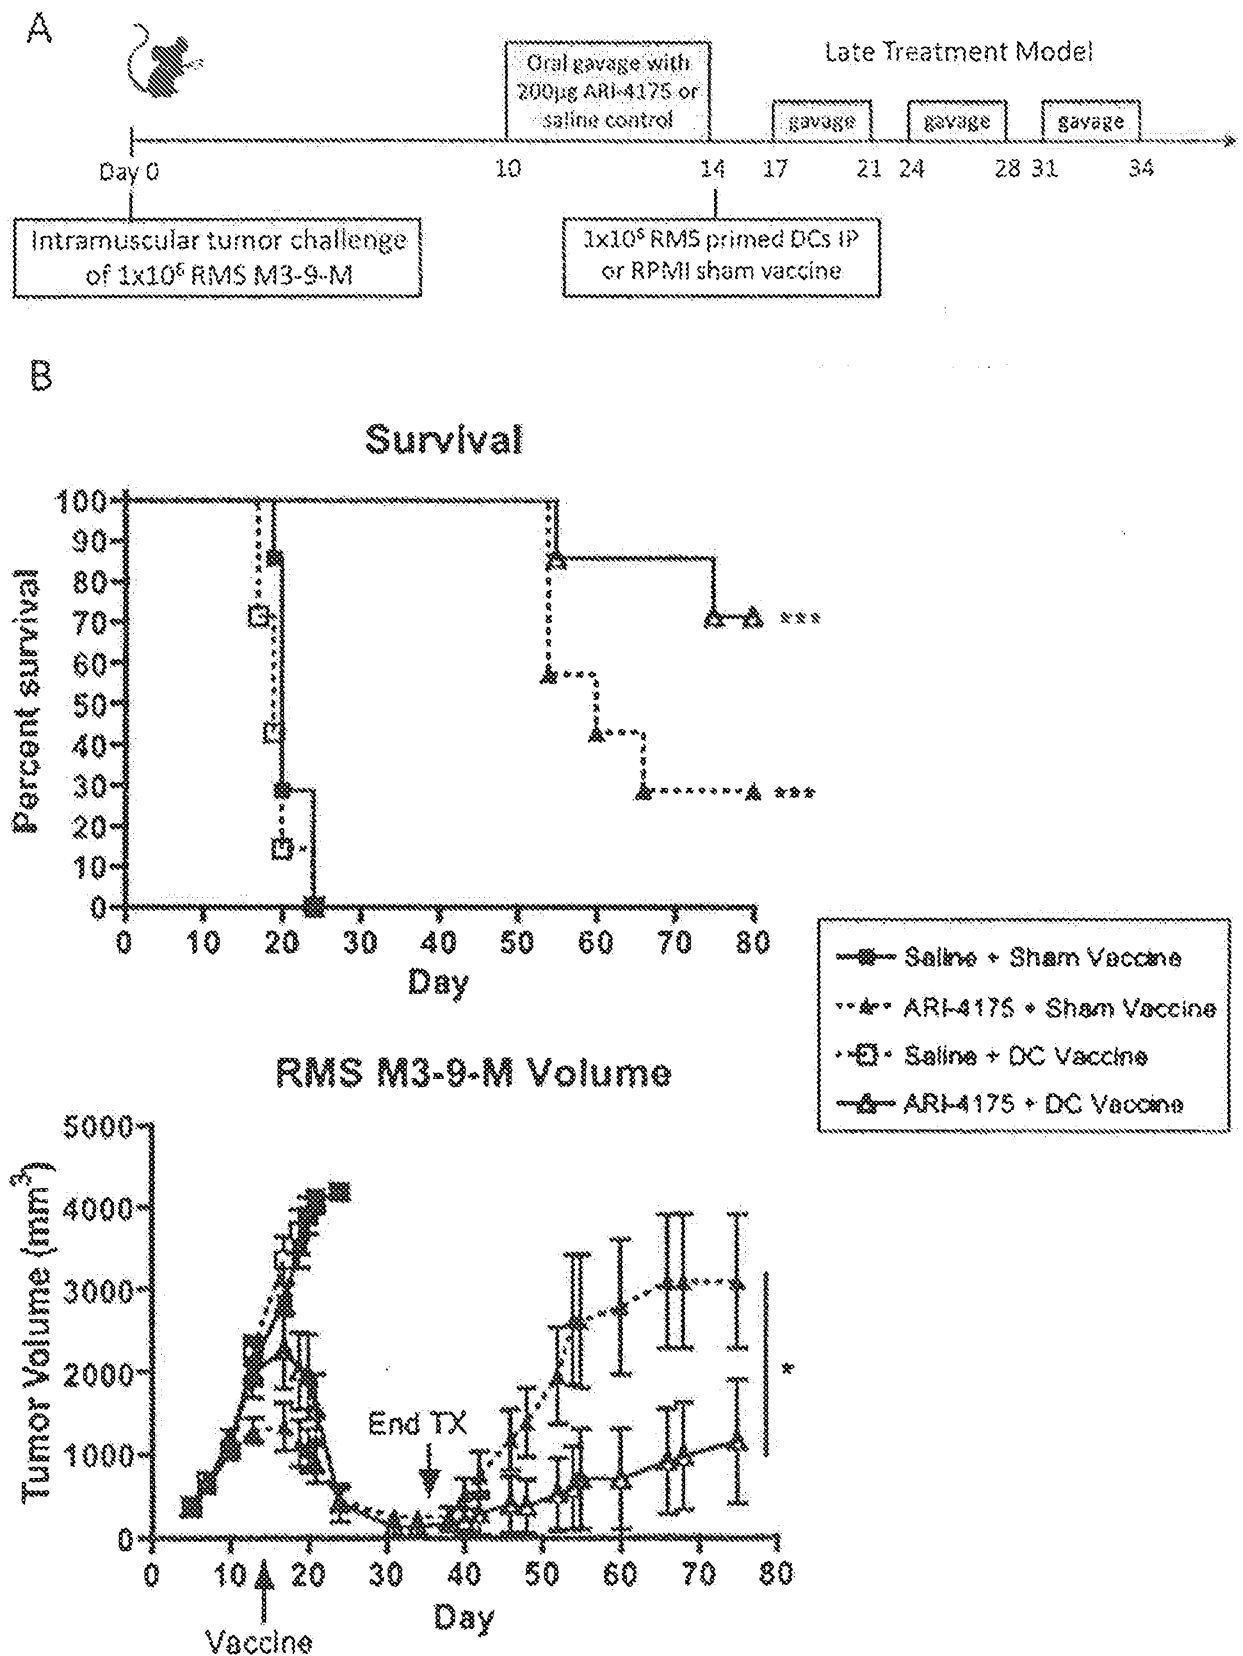 A
Late Treatment Model
Oral gavage with
200µg ARI-4175 or
saline control
gavage gavage gavage
Day 0 10 14 17 21 24 28 31 34
Intramuscular tumor challenge
of 1x10⁶ RMS M3-9-M
RMS primed DCs IP
or RPMI sham vaccine
B
Survival
Percent survival
100
90
80
70
60
50
40
30
20
10
0
0 10 20 30 40 50 60 70 80
Day
***
***
Saline + Sham Vaccine
ARI-4175 + Sham Vaccine
Saline + DC Vaccine
ARI-4175 + DC Vaccine
RMS M3-9-M Volume
Tumor Volume (mm³)
5000
4000
3000
2000
1000
0
End TX
*
0 10 20 30 40 50 60 70 80
Day
Vaccine